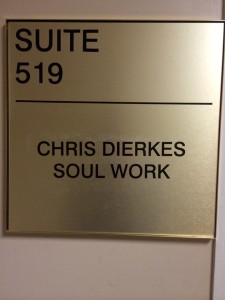 SUITE
519
CHRIS DIERKES
SOUL WORK